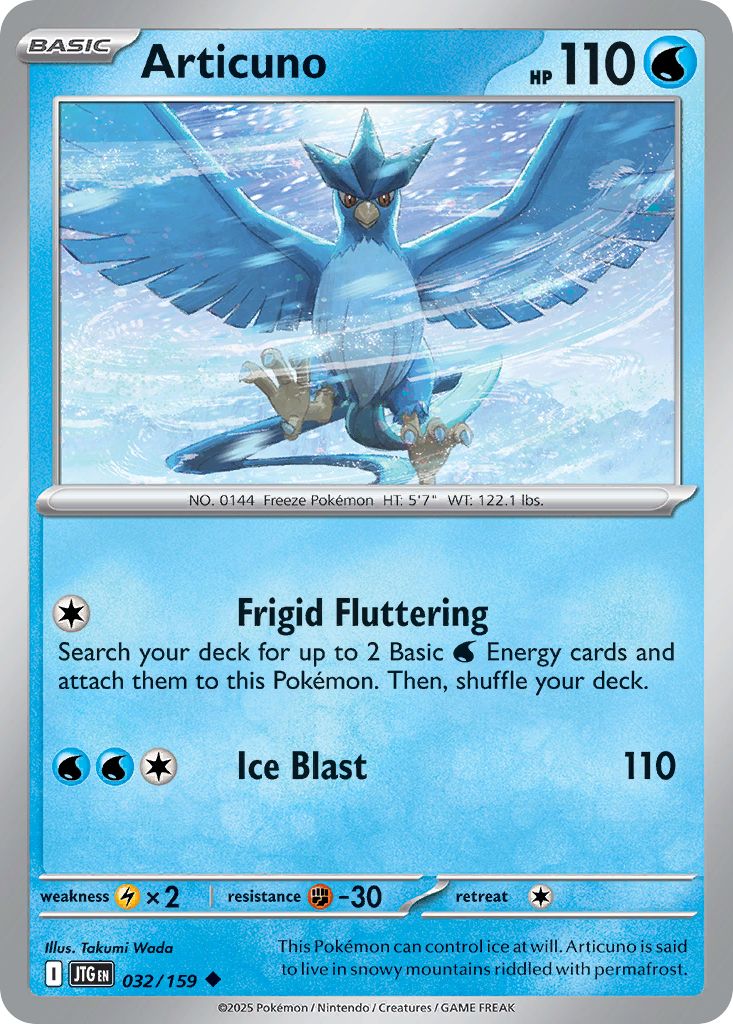 BASIC
Articuno
HP 110
NO. 0144 Freeze Pokémon HT: 5'7" WT: 122.1 lbs.
Frigid Fluttering
Search your deck for up to 2 Basic Energy cards and
attach them to this Pokémon. Then, shuffle your deck.
Ice Blast 110
weakness ×2 resistance -30 retreat
Illus. Takumi Wada
This Pokémon can control ice at will. Articuno is said
to live in snowy mountains riddled with permafrost.
I JTG EN 032/159
©2025 Pokémon / Nintendo / Creatures / GAME FREAK